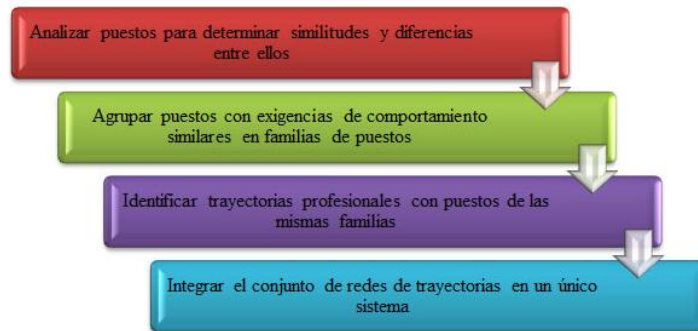 Analizar puestos para determinar similitudes y diferencias
entre ellos
Agrupar puestos con exigencias de comportamiento
similares en familias de puestos
Identificar trayectorias profesionales con puestos de las
mismas familias
Integrar el conjunto de redes de trayectorias en un único
sistema